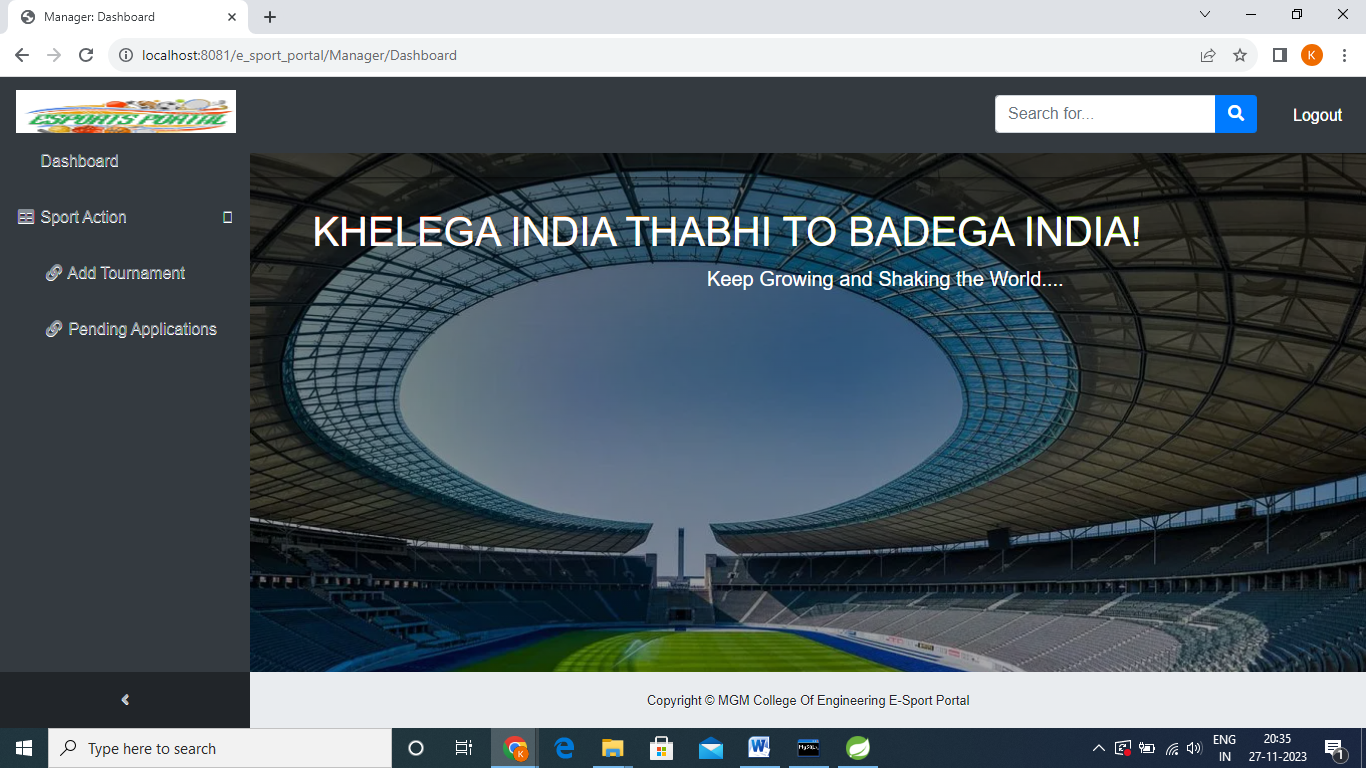 Manager: Dashboard
localhost:8081/e_sport_portal/Manager/Dashboard
K
ESPORTS PORTAL
Search for...
Logout
Dashboard
Sport Action
Add Tournament
Pending Applications
KHELEGA INDIA THABHI TO BADEGA INDIA!
Keep Growing and Shaking the World....
Copyright © MGM College Of Engineering E-Sport Portal
Type here to search
K
W
MySQL
ENG
IN
20:35
27-11-2023
1